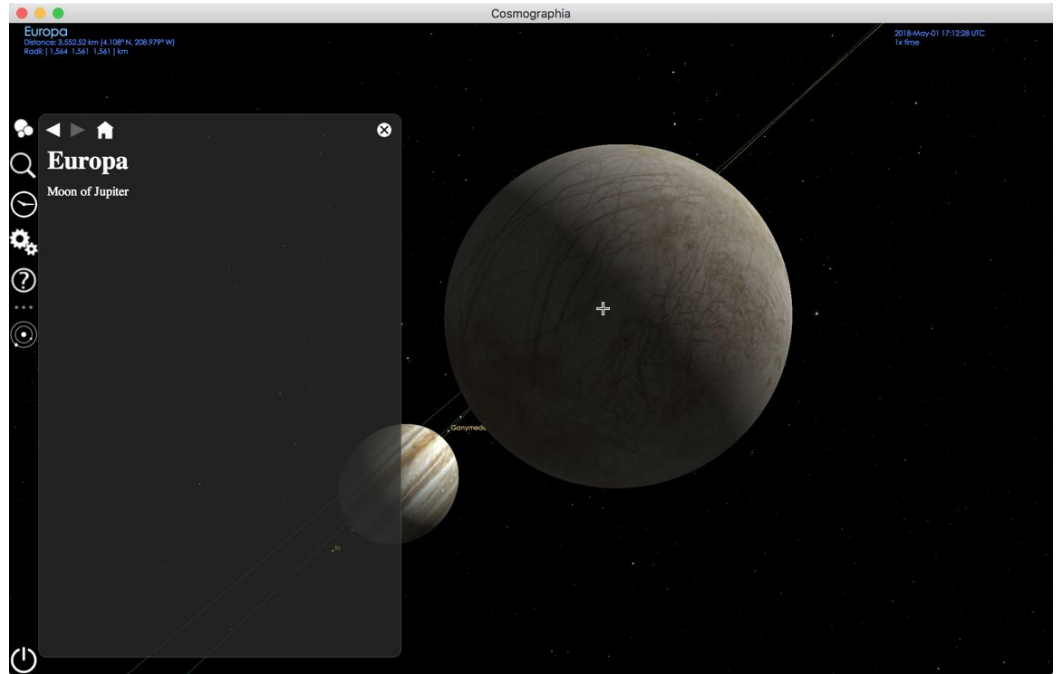 Cosmographia
Europa
Distance: 3,552.52 km (4.108° N, 208.979° W)
Radii: [ 1,564 1,561 1,561 ] km
2018-May-01 17:12:28 UTC
1x time
Europa
Moon of Jupiter
Ganymede
Io